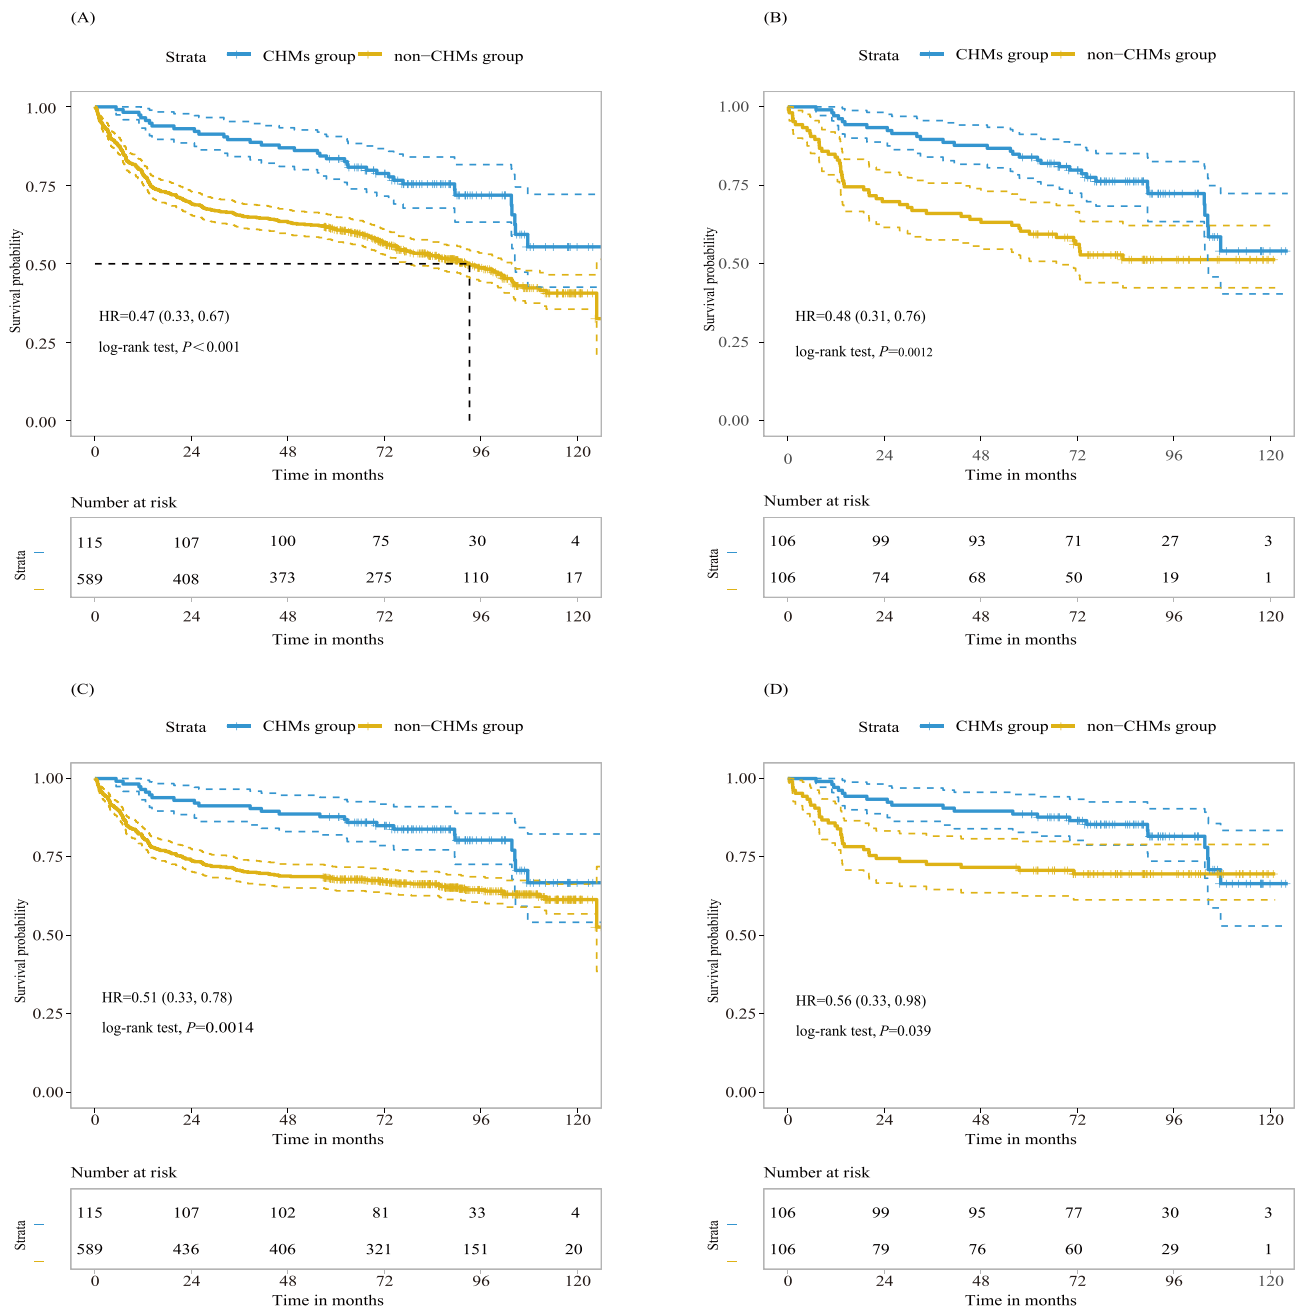 (A)
Strata CHMs group non−CHMs group
1.00
0.75
0.50
0.25
0.00
Survival probability
HR=0.47 (0.33, 0.67)
log-rank test, P<0.001
0 24 48 72 96 120
Time in months
Number at risk
Strata
115 107 100 75 30 4
589 408 373 275 110 17
0 24 48 72 96 120
Time in months
(B)
Strata CHMs group non−CHMs group
1.00
0.75
0.50
0.25
0.00
Survival probability
HR=0.48 (0.31, 0.76)
log-rank test, P=0.0012
0 24 48 72 96 120
Time in months
Number at risk
Strata
106 99 93 71 27 3
106 74 68 50 19 1
0 24 48 72 96 120
Time in months
(C)
Strata CHMs group non−CHMs group
1.00
0.75
0.50
0.25
0.00
Survival probability
HR=0.51 (0.33, 0.78)
log-rank test, P=0.0014
0 24 48 72 96 120
Time in months
Number at risk
Strata
115 107 102 81 33 4
589 436 406 321 151 20
0 24 48 72 96 120
Time in months
(D)
Strata CHMs group non−CHMs group
1.00
0.75
0.50
0.25
0.00
Survival probability
HR=0.56 (0.33, 0.98)
log-rank test, P=0.039
0 24 48 72 96 120
Time in months
Number at risk
Strata
106 99 95 77 30 3
106 79 76 60 29 1
0 24 48 72 96 120
Time in months